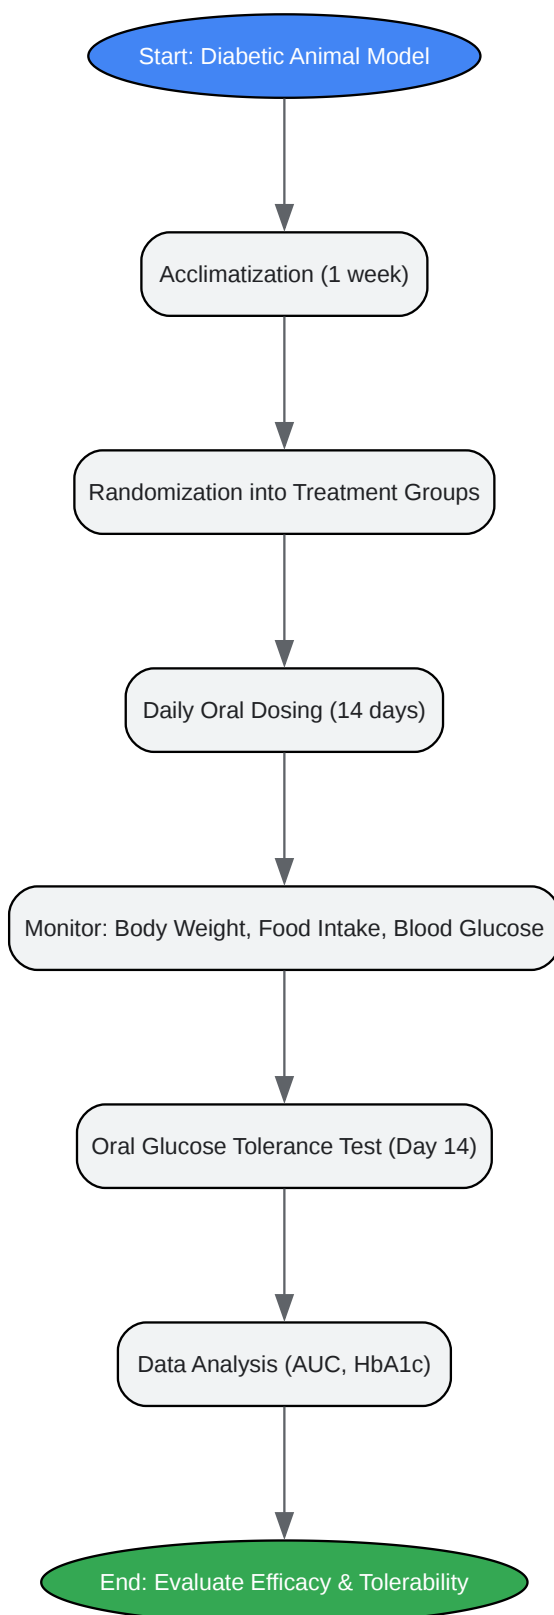 Start: Diabetic Animal Model
Acclimatization (1 week)
Randomization into Treatment Groups
Daily Oral Dosing (14 days)
Monitor: Body Weight, Food Intake, Blood Glucose
Oral Glucose Tolerance Test (Day 14)
Data Analysis (AUC, HbA1c)
End: Evaluate Efficacy & Tolerability